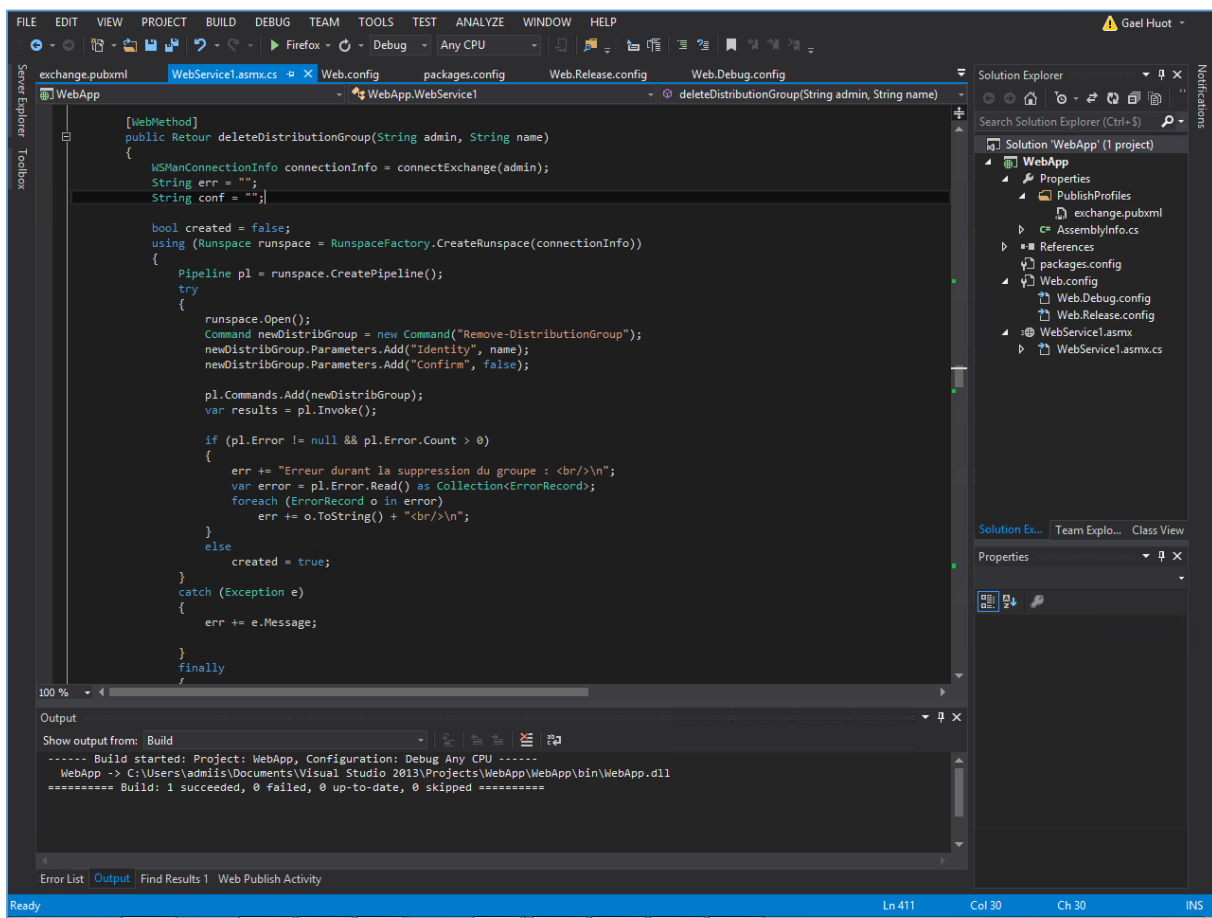 FILE EDIT VIEW PROJECT BUILD DEBUG TEAM TOOLS TEST ANALYZE WINDOW HELP
Gael Huot
Firefox Debug Any CPU
Server Explorer
Toolbox
exchange.pubxml WebService1.asmx.cs Web.config packages.config Web.Release.config Web.Debug.config
WebApp WebApp.WebService1 deleteDistributionGroup(String admin, String name)
[WebMethod]
public Retour deleteDistributionGroup(String admin, String name)
{
WSManConnectionInfo connectionInfo = connectExchange(admin);
String err = "";
String conf = "";
bool created = false;
using (Runspace runspace = RunspaceFactory.CreateRunspace(connectionInfo))
{
Pipeline pl = runspace.CreatePipeline();
try
{
runspace.Open();
Command newDistribGroup = new Command("Remove-DistributionGroup");
newDistribGroup.Parameters.Add("Identity", name);
newDistribGroup.Parameters.Add("Confirm", false);
pl.Commands.Add(newDistribGroup);
var results = pl.Invoke();
if (pl.Error != null && pl.Error.Count > 0)
{
err += "Erreur durant la suppression du groupe : <br/>\n";
var error = pl.Error.Read() as Collection<ErrorRecord>;
foreach (ErrorRecord o in error)
err += o.ToString() + "<br/>\n";
}
else
created = true;
}
catch (Exception e)
{
err += e.Message;
}
finally
{
100 %
Output
Show output from: Build
------ Build started: Project: WebApp, Configuration: Debug Any CPU ------
WebApp -> C:\Users\admiis\Documents\Visual Studio 2013\Projects\WebApp\WebApp\bin\WebApp.dll
========== Build: 1 succeeded, 0 failed, 0 up-to-date, 0 skipped ==========
Error List Output Find Results 1 Web Publish Activity
Solution Explorer
Search Solution Explorer (Ctrl+$)
Solution 'WebApp' (1 project)
WebApp
Properties
PublishProfiles
exchange.pubxml
C# AssemblyInfo.cs
References
packages.config
Web.config
Web.Debug.config
Web.Release.config
WebService1.asmx
WebService1.asmx.cs
Solution Ex... Team Explo... Class View
Properties
Notifications
Ready Ln 411 Col 30 Ch 30 INS